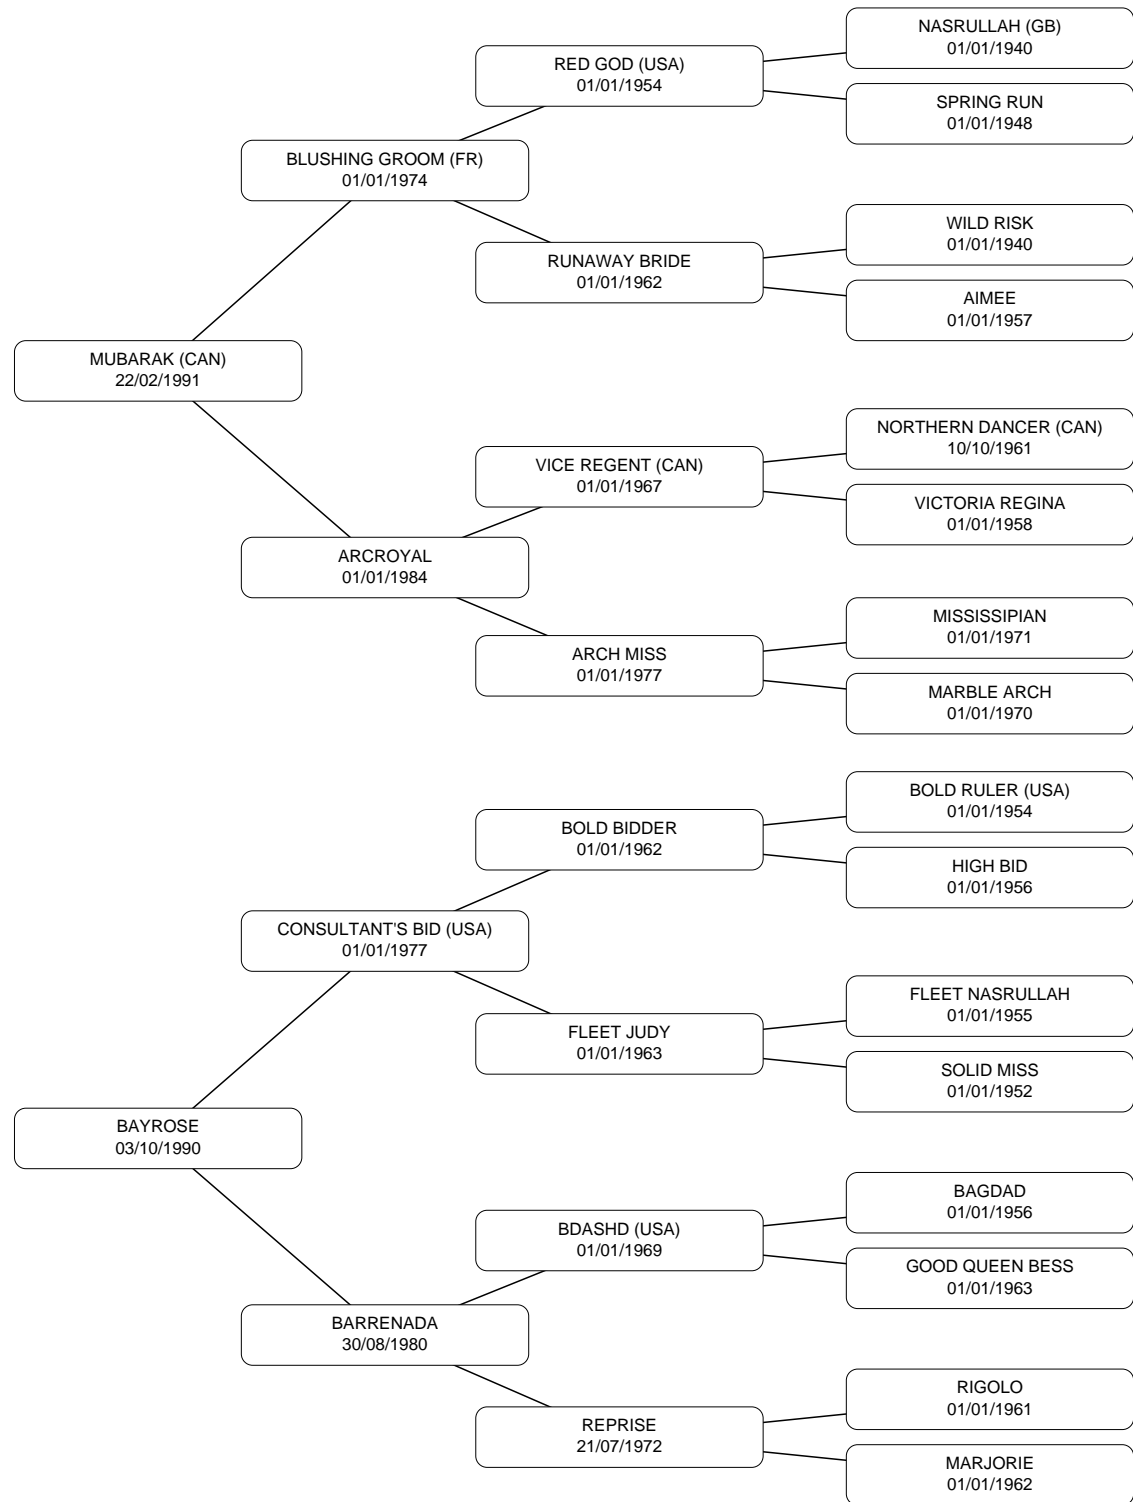 NASRULLAH (GB)
01/01/1940
RED GOD (USA)
01/01/1954
SPRING RUN
01/01/1948
BLUSHING GROOM (FR)
01/01/1974
WILD RISK
01/01/1940
RUNAWAY BRIDE
01/01/1962
AIMEE
01/01/1957
MUBARAK (CAN)
22/02/1991
NORTHERN DANCER (CAN)
10/10/1961
VICE REGENT (CAN)
01/01/1967
VICTORIA REGINA
01/01/1958
ARCROYAL
01/01/1984
MISSISSIPIAN
01/01/1971
ARCH MISS
01/01/1977
MARBLE ARCH
01/01/1970
BOLD RULER (USA)
01/01/1954
BOLD BIDDER
01/01/1962
HIGH BID
01/01/1956
CONSULTANT'S BID (USA)
01/01/1977
FLEET NASRULLAH
01/01/1955
FLEET JUDY
01/01/1963
SOLID MISS
01/01/1952
BAYROSE
03/10/1990
BAGDAD
01/01/1956
BDASHD (USA)
01/01/1969
GOOD QUEEN BESS
01/01/1963
BARRENADA
30/08/1980
RIGOLO
01/01/1961
REPRISE
21/07/1972
MARJORIE
01/01/1962